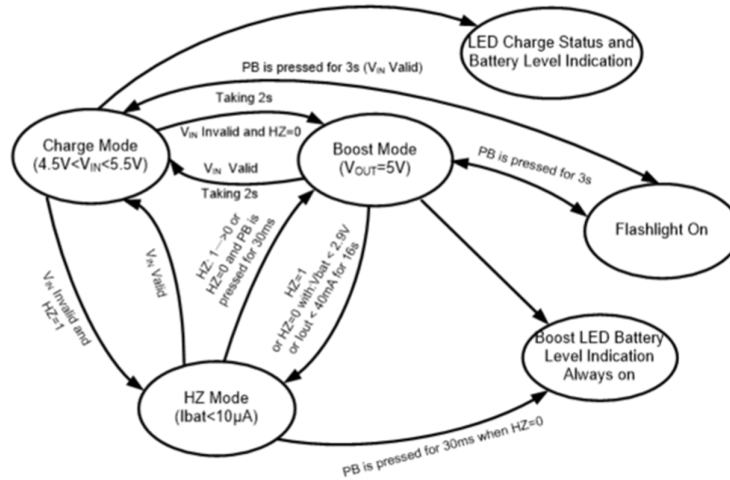 LED Charge Status and
Battery Level Indication
PB is pressed for 3s (VIN Valid)
Taking 2s
Charge Mode
(4.5V<VIN<5.5V)
VIN Invalid and HZ=0
Boost Mode
(VOUT=5V)
VIN Valid
Taking 2s
PB is pressed for 3s
Flashlight On
VIN Invalid and
HZ=1
VIN Valid
HZ: 1--->0 or
HZ=0 and PB is
pressed for 30ms
HZ=1
or HZ=0 with:Vbat < 2.9V
or Iout < 40mA for 16s
Boost LED Battery
Level Indication
Always on
HZ Mode
(Ibat<10μA)
PB is pressed for 30ms when HZ=0